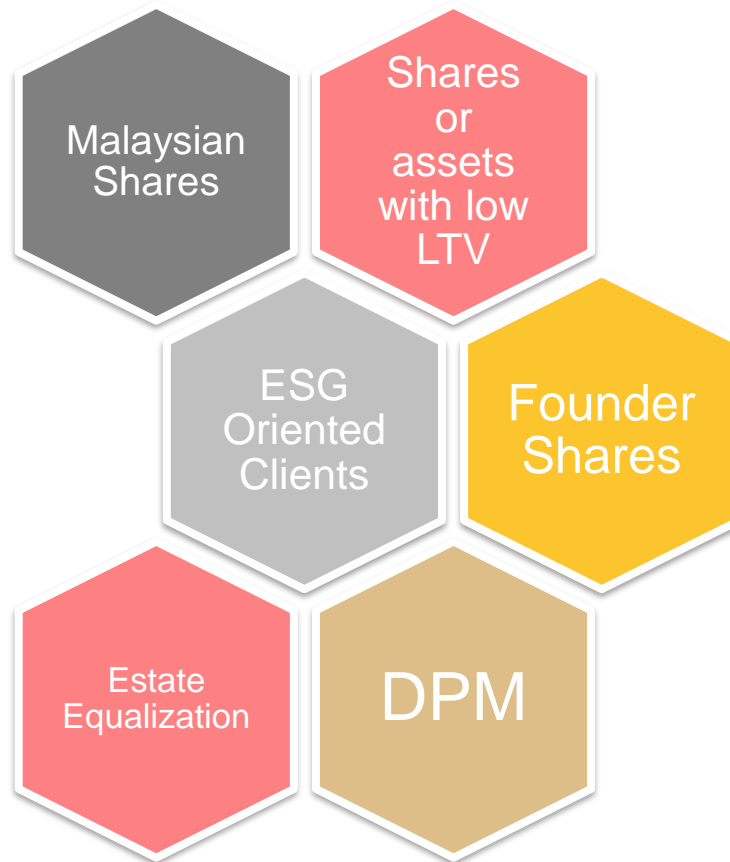 Malaysian
Shares
Shares
or
assets
with low
LTV
ESG
Oriented
Clients
Founder
Shares
Estate
Equalization
DPM